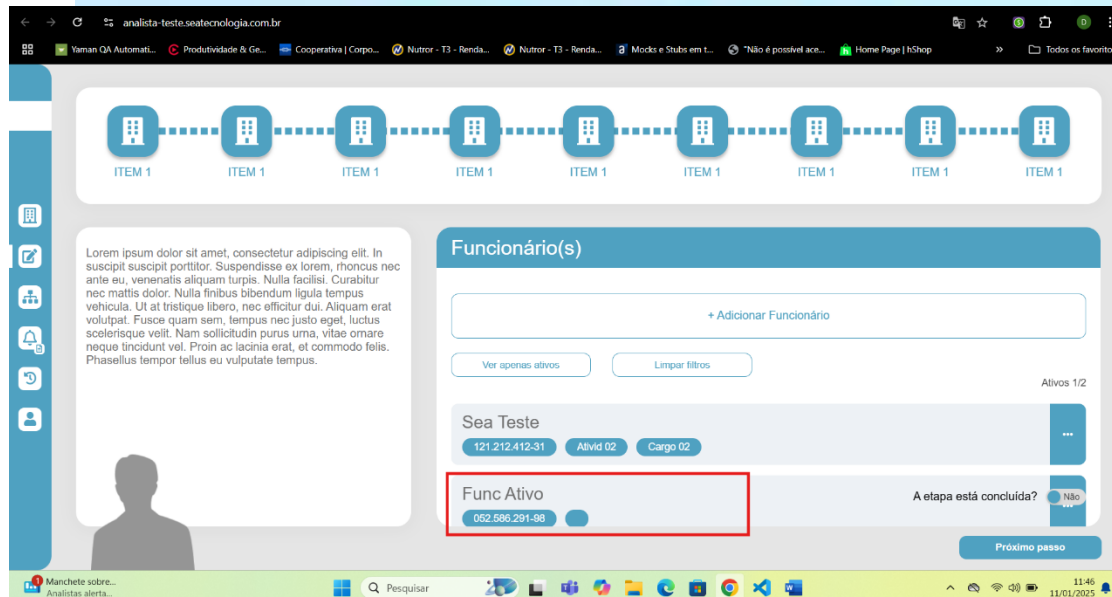 analista-teste.seatecnologia.com.br
D
Yaman QA Automati...
Produtividade & Ge...
Cooperativa | Corpo...
Nutror - T3 - Renda...
Nutror - T3 - Renda...
Mocks e Stubs em t...
"Não é possível ace...
Home Page | hShop
»
Todos os favorito
ITEM 1 ITEM 1 ITEM 1 ITEM 1 ITEM 1 ITEM 1 ITEM 1 ITEM 1 ITEM 1
Lorem ipsum dolor sit amet, consectetur adipiscing elit. In
suscipit suscipit porttitor. Suspendisse ex lorem, rhoncus nec
ante eu, venenatis aliquam turpis. Nulla facilisi. Curabitur
nec mattis dolor. Nulla finibus bibendum ligula tempus
vehicula. Ut at tristique libero, nec efficitur dui. Aliquam erat
volutpat. Fusce quam sem, tempus nec justo eget, luctus
scelerisque velit. Nam sollicitudin purus urna, vitae ornare
neque tincidunt vel. Proin ac lacinia erat, et commodo felis.
Phasellus tempor tellus eu vulputate tempus.
Funcionário(s)
+ Adicionar Funcionário
Ver apenas ativos
Limpar filtros
Ativos 1/2
Sea Teste
121.212.412-31 Ativid 02 Cargo 02
...
Func Ativo
052.586.291-98
A etapa está concluída? Não
...
Próximo passo
1
Manchete sobre...
Analistas alerta...
Pesquisar
11:46
11/01/2025